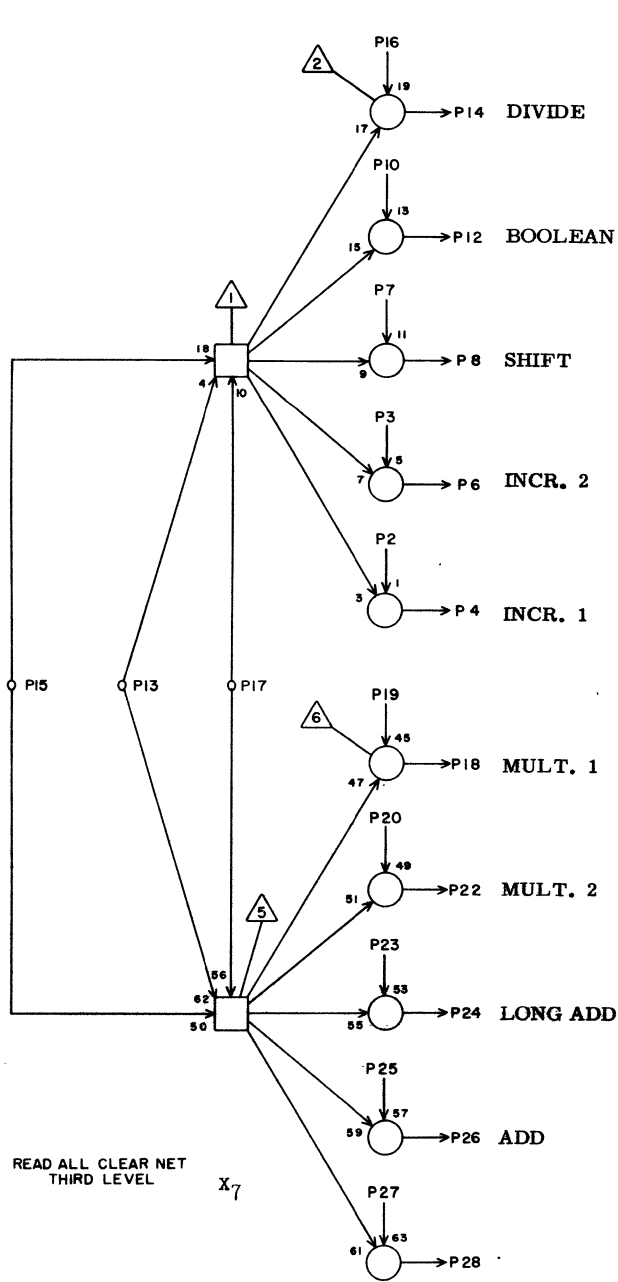 P16
2
19
17
P14 DIVIDE
P10
13
15
P12 BOOLEAN
P7
1
11
18
9
P8 SHIFT
4
10
P3
5
7
P6 INCR. 2
P2
1
3
P4 INCR. 1
P15 P13 P17
P19
6
45
47
P18 MULT. 1
P20
49
51
P22 MULT. 2
5
P23
56
53
62
50
55
P24 LONG ADD
P25
57
59
P26 ADD
READ ALL CLEAR NET
THIRD LEVEL
X7
P27
63
61
P28